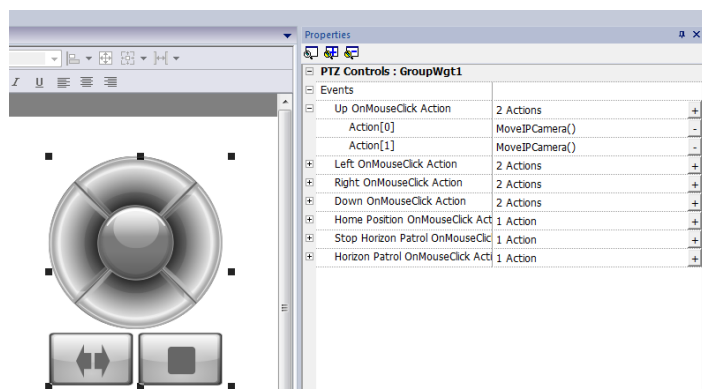 Properties
PTZ Controls : GroupWgt1
Events
Up OnMouseClick Action 2 Actions +
Action[0] MoveIPCamera() -
Action[1] MoveIPCamera() -
Left OnMouseClick Action 2 Actions +
Right OnMouseClick Action 2 Actions +
Down OnMouseClick Action 2 Actions +
Home Position OnMouseClick Act 1 Action +
Stop Horizon Patrol OnMouseClic 1 Action +
Horizon Patrol OnMouseClick Acti 1 Action +
I U